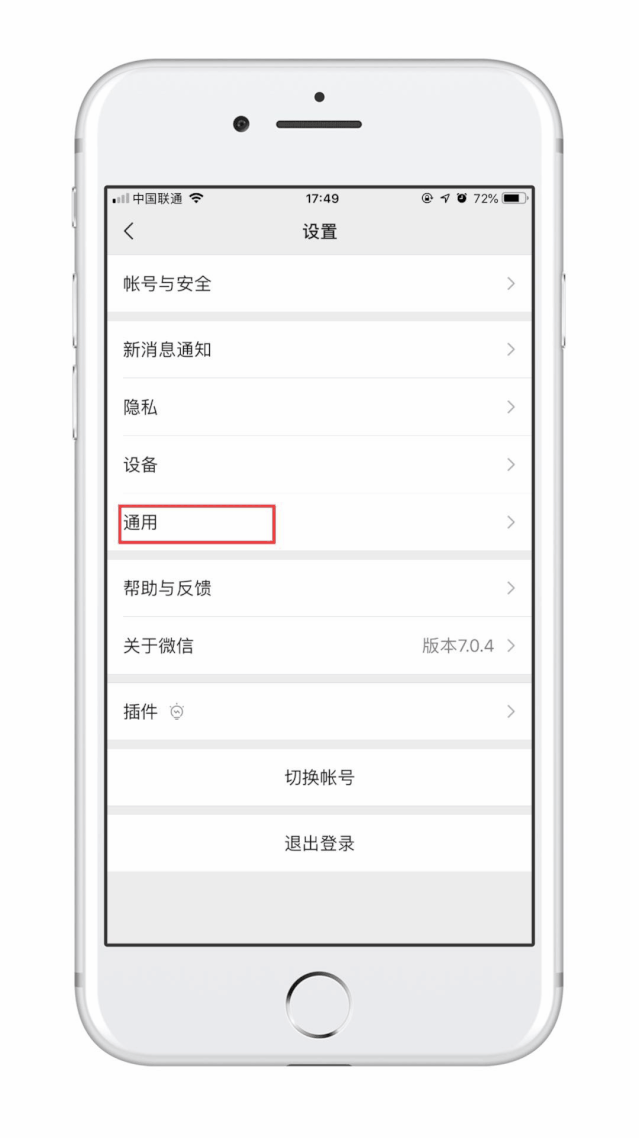 中国联通 17:49 72%
设置
帐号与安全
新消息通知
隐私
设备
通用
帮助与反馈
关于微信 版本7.0.4
插件
切换帐号
退出登录